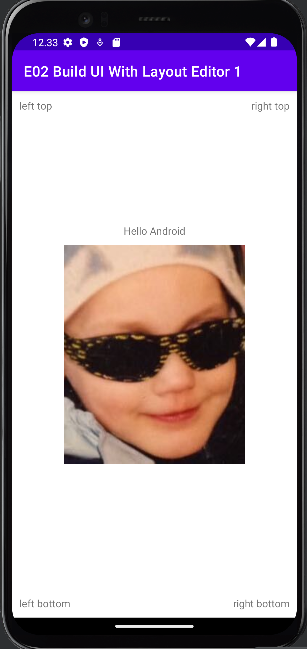 12.33
E02 Build UI With Layout Editor 1
left top right top
Hello Android
left bottom right bottom